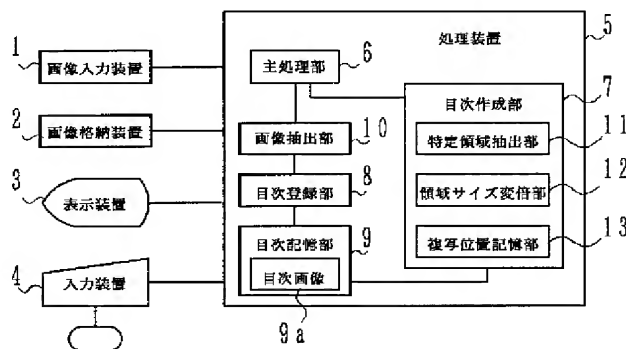 処理装置
5
1
画像入力装置
主処理部
6
7
目次作成部
2
画像格納装置
画像抽出部
10
特定領域抽出部
11
3
表示装置
目次登録部
8
領域サイズ変倍部
12
4
入力装置
目次記憶部
9
目次画像
9a
複写位置記憶部
13